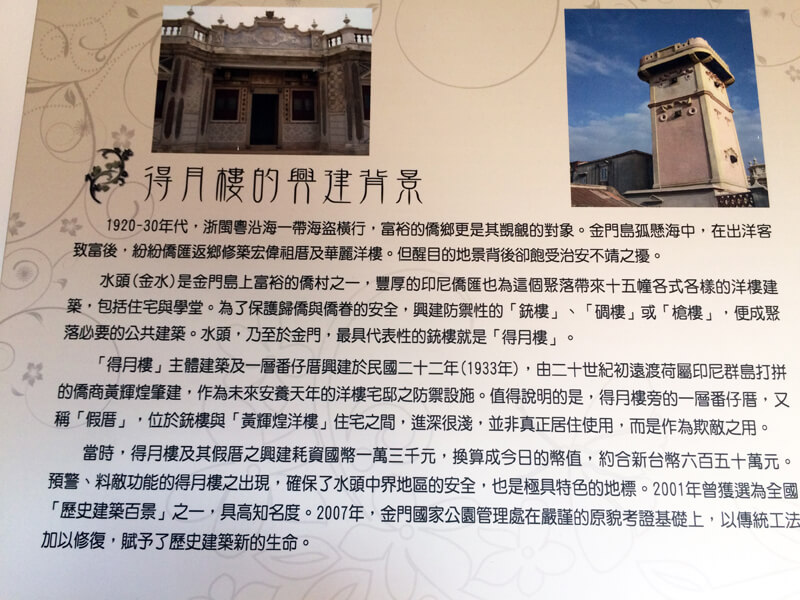 得月樓的興建背景
1920-30年代，浙閩粵沿海一帶海盜橫行，富裕的僑鄉更是其覬覦的對象。金門島孤懸海中，在出洋客
致富後，紛紛僑匯返鄉修築宏偉祖厝及華麗洋樓。但醒目的地景背後卻飽受治安不靖之擾。
水頭(金水)是金門島上富裕的僑村之一，豐厚的印尼僑匯也為這個聚落帶來十五幢各式各樣的洋樓建
築，包括住宅與學堂。為了保護歸僑與僑眷的安全，興建防禦性的「銃樓」、「碉樓」或「槍樓」，便成聚
落必要的公共建築。水頭，乃至於金門，最具代表性的銃樓就是「得月樓」。
「得月樓」主體建築及一層番仔厝興建於民國二十二年(1933年)，由二十世紀初遠渡荷屬印尼群島打拼
的僑商黃輝煌肇建，作為未來安養天年的洋樓宅邸之防禦設施。值得說明的是，得月樓旁的一層番仔厝，又
稱「假厝」，位於銃樓與「黃輝煌洋樓」住宅之間，進深很淺，並非真正居住使用，而是作為欺敵之用。
當時，得月樓及其假厝之興建耗資國幣一萬三千元，換算成今日的幣值，約合新台幣六百五十萬元。
預警、料敵功能的得月樓之出現，確保了水頭中界地區的安全，也是極具特色的地標。2001年曾獲選為全國
「歷史建築百景」之一，具高知名度。2007年，金門國家公園管理處在嚴謹的原貌考證基礎上，以傳統工法
加以修復，賦予了歷史建築新的生命。